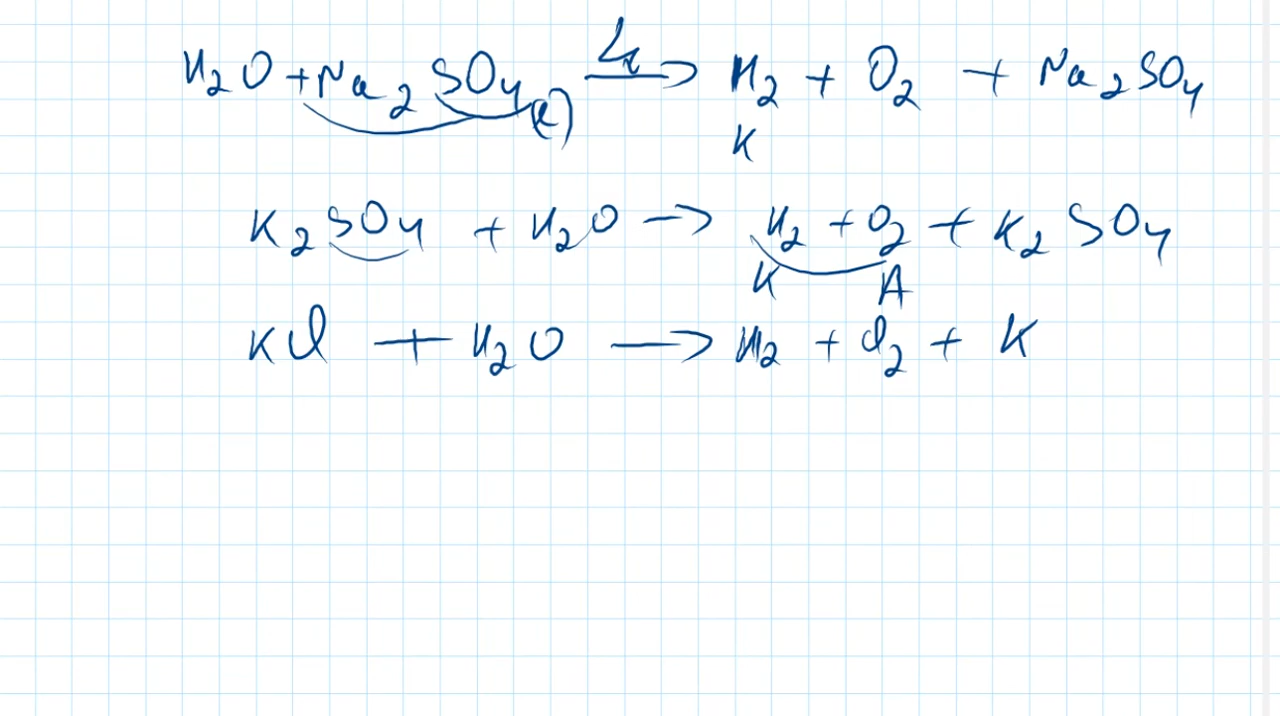 H₂O + Na₂SO₄ ⟶ H₂ + O₂ + Na₂SO₄
K
K₂SO₄ + H₂O → H₂ + O₂ + K₂SO₄
K A
KCl + H₂O → H₂ + Cl₂ + K